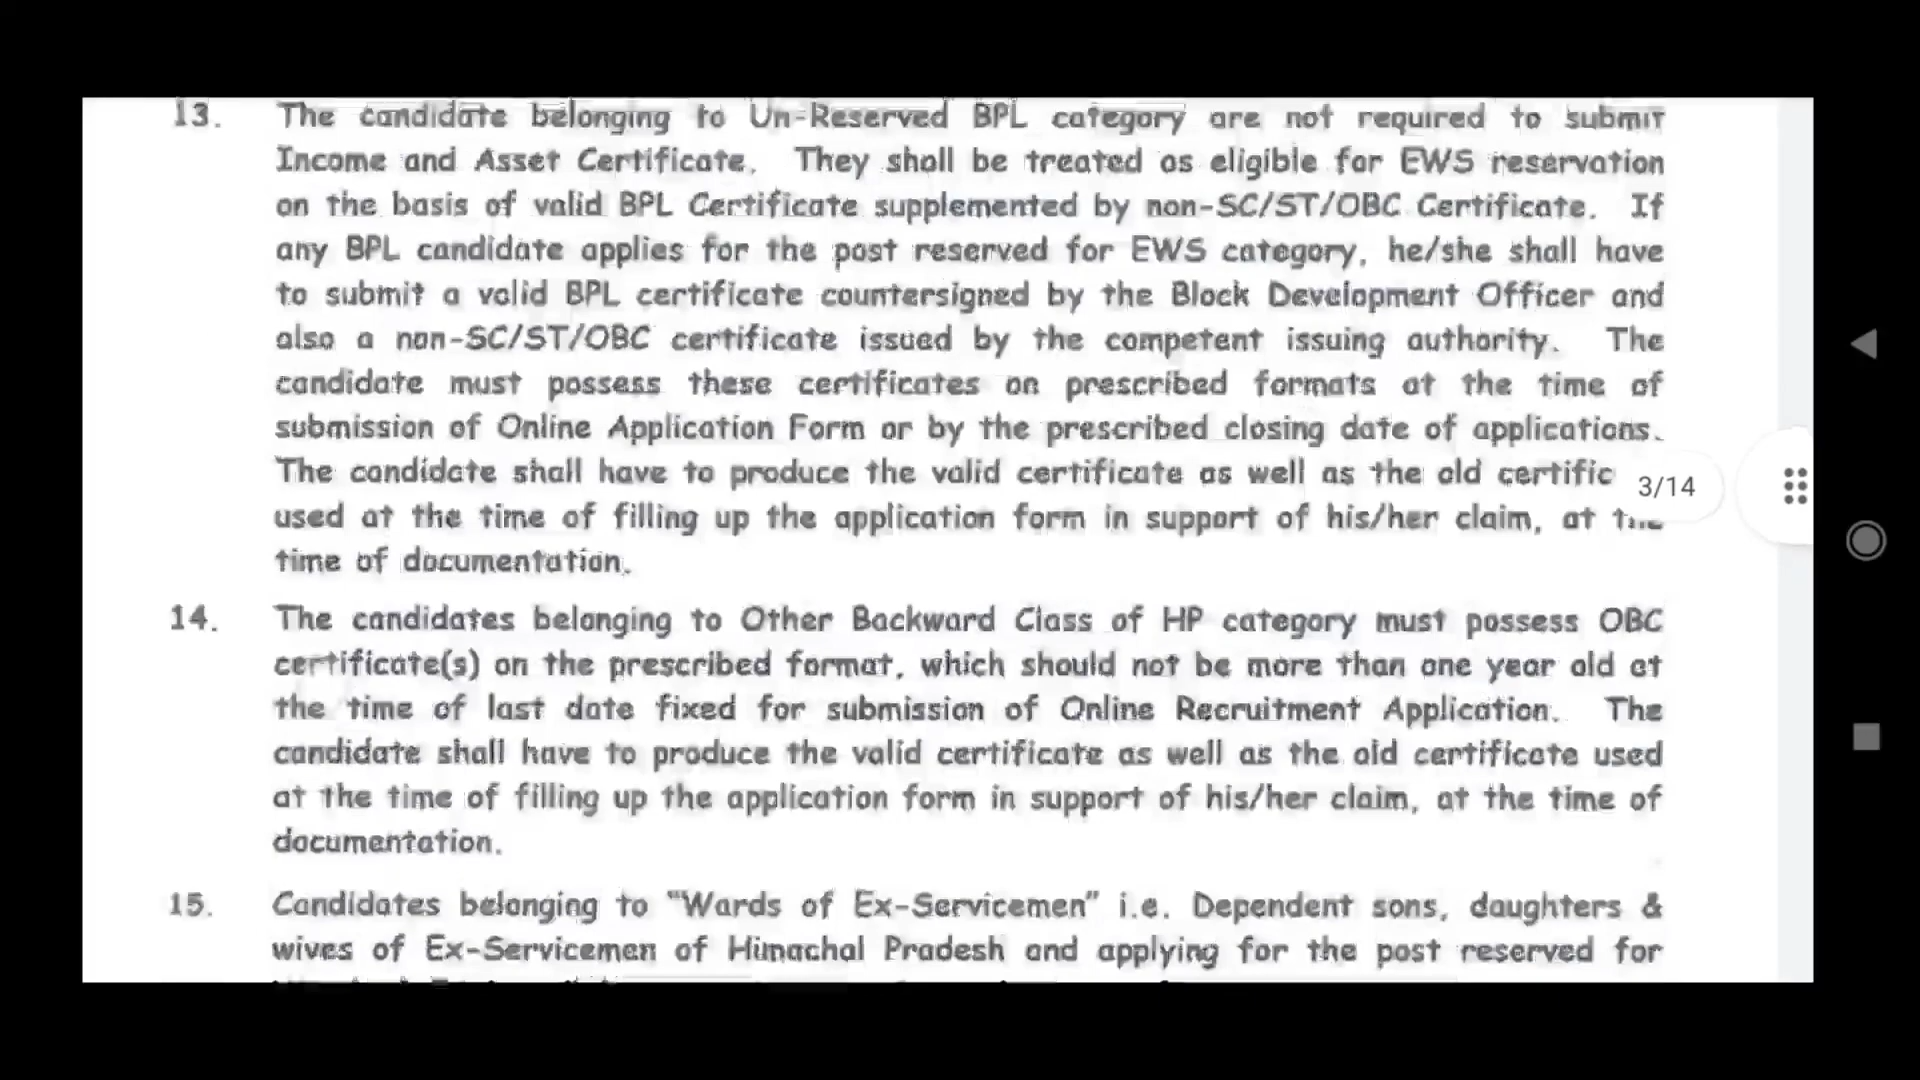 13. The candidate belonging to Un-Reserved BPL category are not required to submit
Income and Asset Certificate. They shall be treated as eligible for EWS reservation
on the basis of valid BPL Certificate supplemented by non-SC/ST/OBC Certificate. If
any BPL candidate applies for the post reserved for EWS category, he/she shall have
to submit a valid BPL certificate countersigned by the Block Development Officer and
also a non-SC/ST/OBC certificate issued by the competent issuing authority. The
candidate must possess these certificates on prescribed formats at the time of
submission of Online Application Form or by the prescribed closing date of applications.
The candidate shall have to produce the valid certificate as well as the old certific
3/14
used at the time of filling up the application form in support of his/her claim, at
time of documentation.
14. The candidates belonging to Other Backward Class of HP category must possess OBC
certificate(s) on the prescribed format, which should not be more than one year old at
the time of last date fixed for submission of Online Recruitment Application. The
candidate shall have to produce the valid certificate as well as the old certificate used
at the time of filling up the application form in support of his/her claim, at the time of
documentation.
15. Candidates belonging to "Wards of Ex-Servicemen" i.e. Dependent sons, daughters &
wives of Ex-Servicemen of Himachal Pradesh and applying for the post reserved for